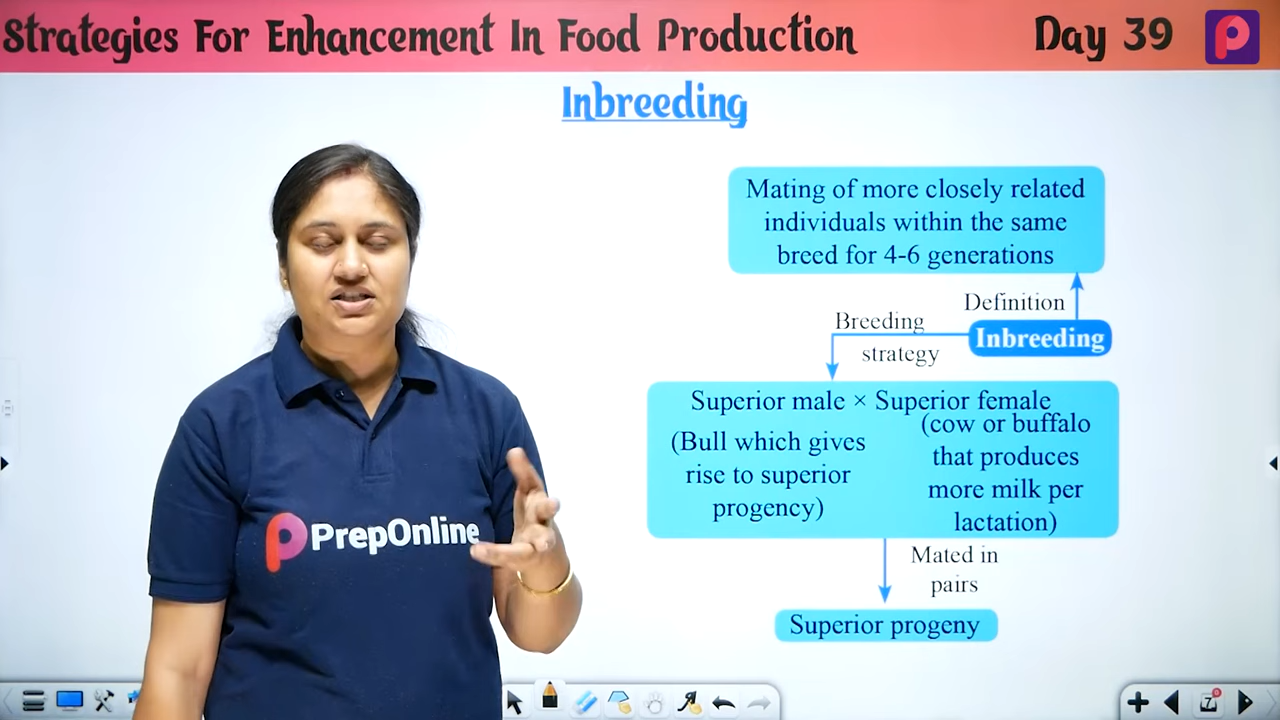 Strategies For Enhancement In Food Production
Day 39
Inbreeding
Mating of more closely related
individuals within the same
breed for 4-6 generations
Definition
Inbreeding
Breeding
strategy
Superior male × Superior female
(Bull which gives
rise to superior
progency)
(cow or buffalo
that produces
more milk per
lactation)
Mated in
pairs
Superior progeny
PrepOnline
7